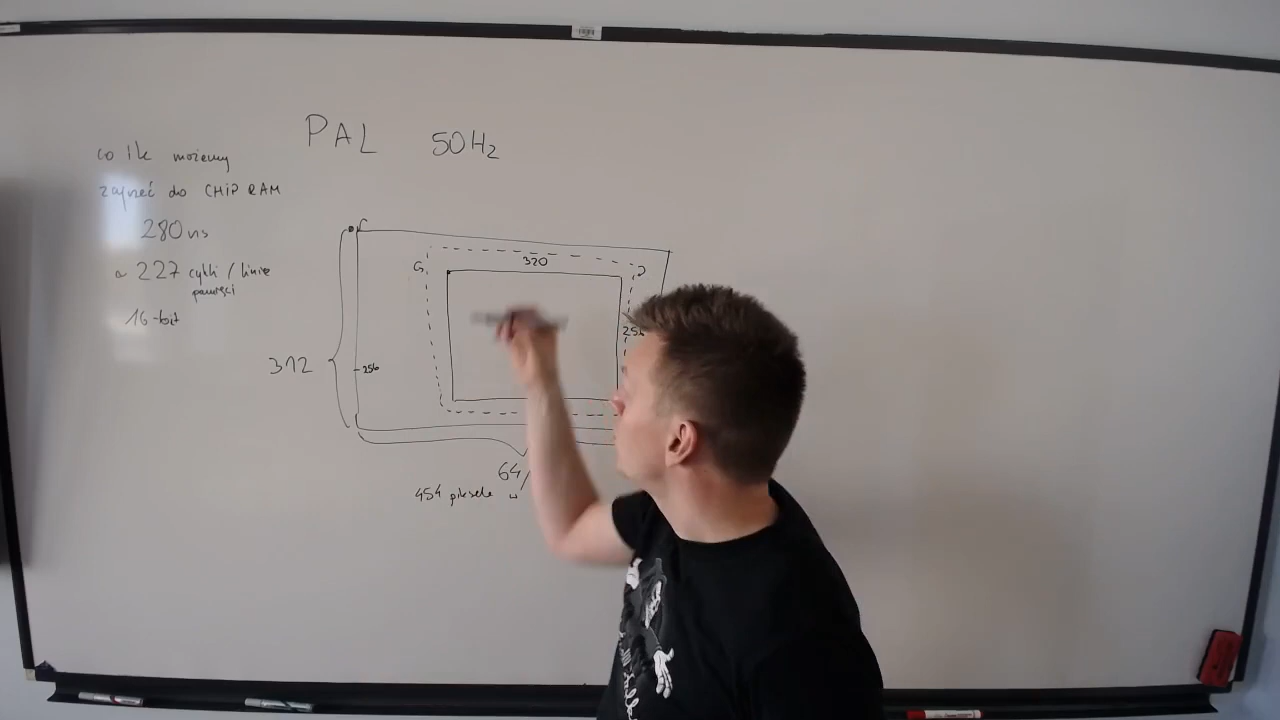 PAL 50Hz
co ile możemy
zajrzeć do CHIP RAM
280 ns
a 227 cykli / linie
pamięci
16-bit
G
320
D
256
312
256
64
454 piksele w